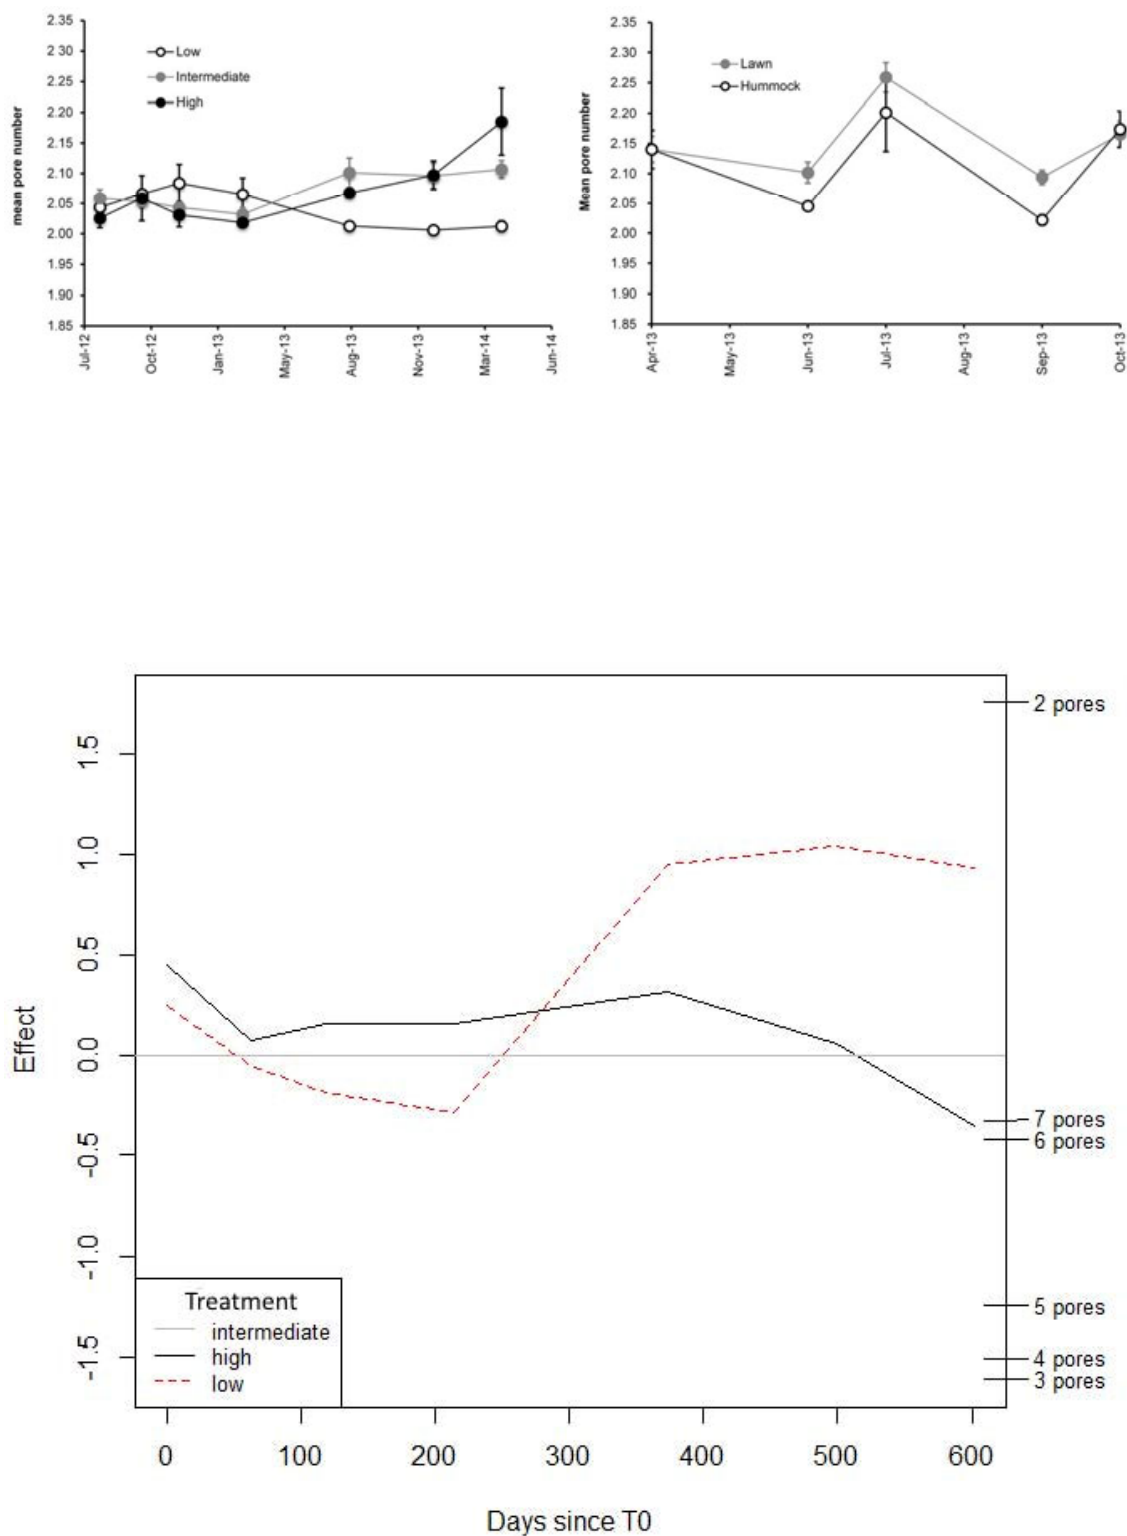 mean pore number
2.35
2.30
2.25
2.20
2.15
2.10
2.05
2.00
1.95
1.90
1.85
Low
Intermediate
High
Jul-12
Oct-12
Jan-13
May-13
Aug-13
Nov-13
Mar-14
Jun-14
Mean pore number
2.35
2.30
2.25
2.20
2.15
2.10
2.05
2.00
1.95
1.90
1.85
Lawn
Hummock
Apr-13
May-13
Jun-13
Jul-13
Aug-13
Sep-13
Oct-13
Effect
1.5
1.0
0.5
0.0
-0.5
-1.0
-1.5
2 pores
7 pores
6 pores
5 pores
4 pores
3 pores
Treatment
intermediate
high
low
0
100
200
300
400
500
600
Days since T0